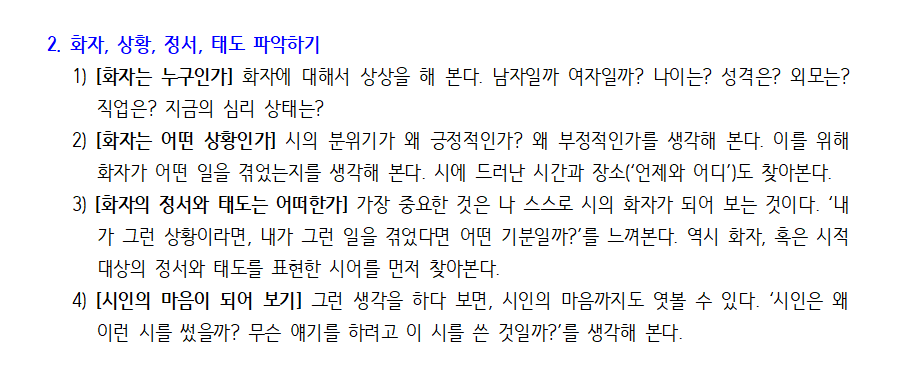 2. 화자, 상황, 정서, 태도 파악하기
1) [화자는 누구인가] 화자에 대해서 상상을 해 본다. 남자일까 여자일까? 나이는? 성격은? 외모는?
직업은? 지금의 심리 상태는?
2) [화자는 어떤 상황인가] 시의 분위기가 왜 긍정적인가? 왜 부정적인가를 생각해 본다. 이를 위해
화자가 어떤 일을 겪었는지를 생각해 본다. 시에 드러난 시간과 장소(‘언제와 어디’)도 찾아본다.
3) [화자의 정서와 태도는 어떠한가] 가장 중요한 것은 나 스스로 시의 화자가 되어 보는 것이다. ‘내
가 그런 상황이라면, 내가 그런 일을 겪었다면 어떤 기분일까?’를 느껴본다. 역시 화자, 혹은 시적
대상의 정서와 태도를 표현한 시어를 먼저 찾아본다.
4) [시인의 마음이 되어 보기] 그런 생각을 하다 보면, 시인의 마음까지도 엿볼 수 있다. ‘시인은 왜
이런 시를 썼을까? 무슨 얘기를 하려고 이 시를 쓴 것일까?’를 생각해 본다.